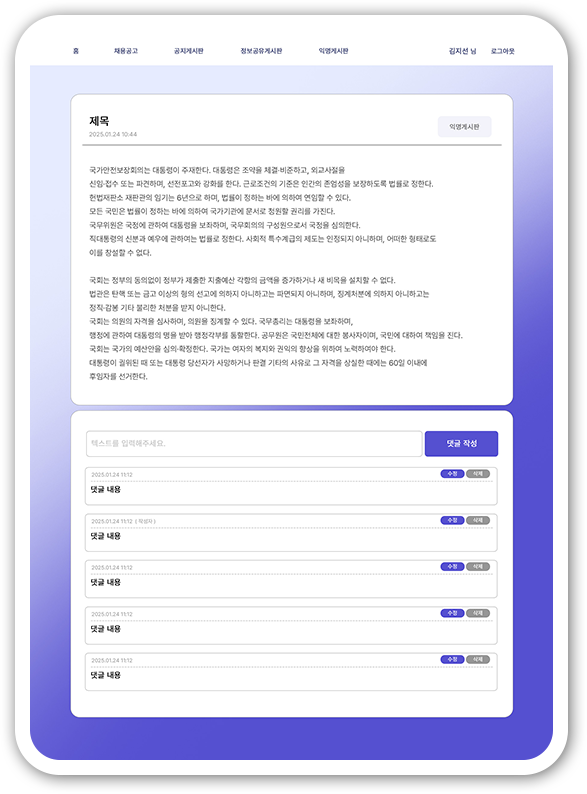 홈 채용공고 공지게시판 정보공유게시판 익명게시판 김지선 님 로그아웃
제목
2025.01.24 10:44
익명게시판
국가안전보장회의는 대통령이 주재한다. 대통령은 조약을 체결·비준하고, 외교사절을
신임·접수 또는 파견하며, 선전포고와 강화를 한다. 근로조건의 기준은 인간의 존엄성을 보장하도록 법률로 정한다.
헌법재판소 재판관의 임기는 6년으로 하며, 법률이 정하는 바에 의하여 연임할 수 있다.
모든 국민은 법률이 정하는 바에 의하여 국가기관에 문서로 청원할 권리를 가진다.
국무위원은 국정에 관하여 대통령을 보좌하며, 국무회의의 구성원으로서 국정을 심의한다.
직대통령의 신분과 예우에 관하여는 법률로 정한다. 사회적 특수계급의 제도는 인정되지 아니하며, 어떠한 형태로도
이를 창설할 수 없다.
국회는 정부의 동의없이 정부가 제출한 지출예산 각항의 금액을 증가하거나 새 비목을 설치할 수 없다.
법관은 탄핵 또는 금고 이상의 형의 선고에 의하지 아니하고는 파면되지 아니하며, 징계처분에 의하지 아니하고는
정직·감봉 기타 불리한 처분을 받지 아니한다.
국회는 의원의 자격을 심사하며, 의원을 징계할 수 있다. 국무총리는 대통령을 보좌하며,
행정에 관하여 대통령의 명을 받아 행정각부를 통할한다. 공무원은 국민전체에 대한 봉사자이며, 국민에 대하여 책임을 진다.
국회는 국가의 예산안을 심의·확정한다. 국가는 여자의 복지와 권익의 향상을 위하여 노력하여야 한다.
대통령이 궐위된 때 또는 대통령 당선자가 사망하거나 판결 기타의 사유로 그 자격을 상실한 때에는 60일 이내에
후임자를 선거한다.
텍스트를 입력해주세요. 댓글 작성
2025.01.24 11:12 수정 삭제
댓글 내용
2025.01.24 11:12 ( 작성자 ) 수정 삭제
댓글 내용
2025.01.24 11:12 수정 삭제
댓글 내용
2025.01.24 11:12 수정 삭제
댓글 내용
2025.01.24 11:12 수정 삭제
댓글 내용